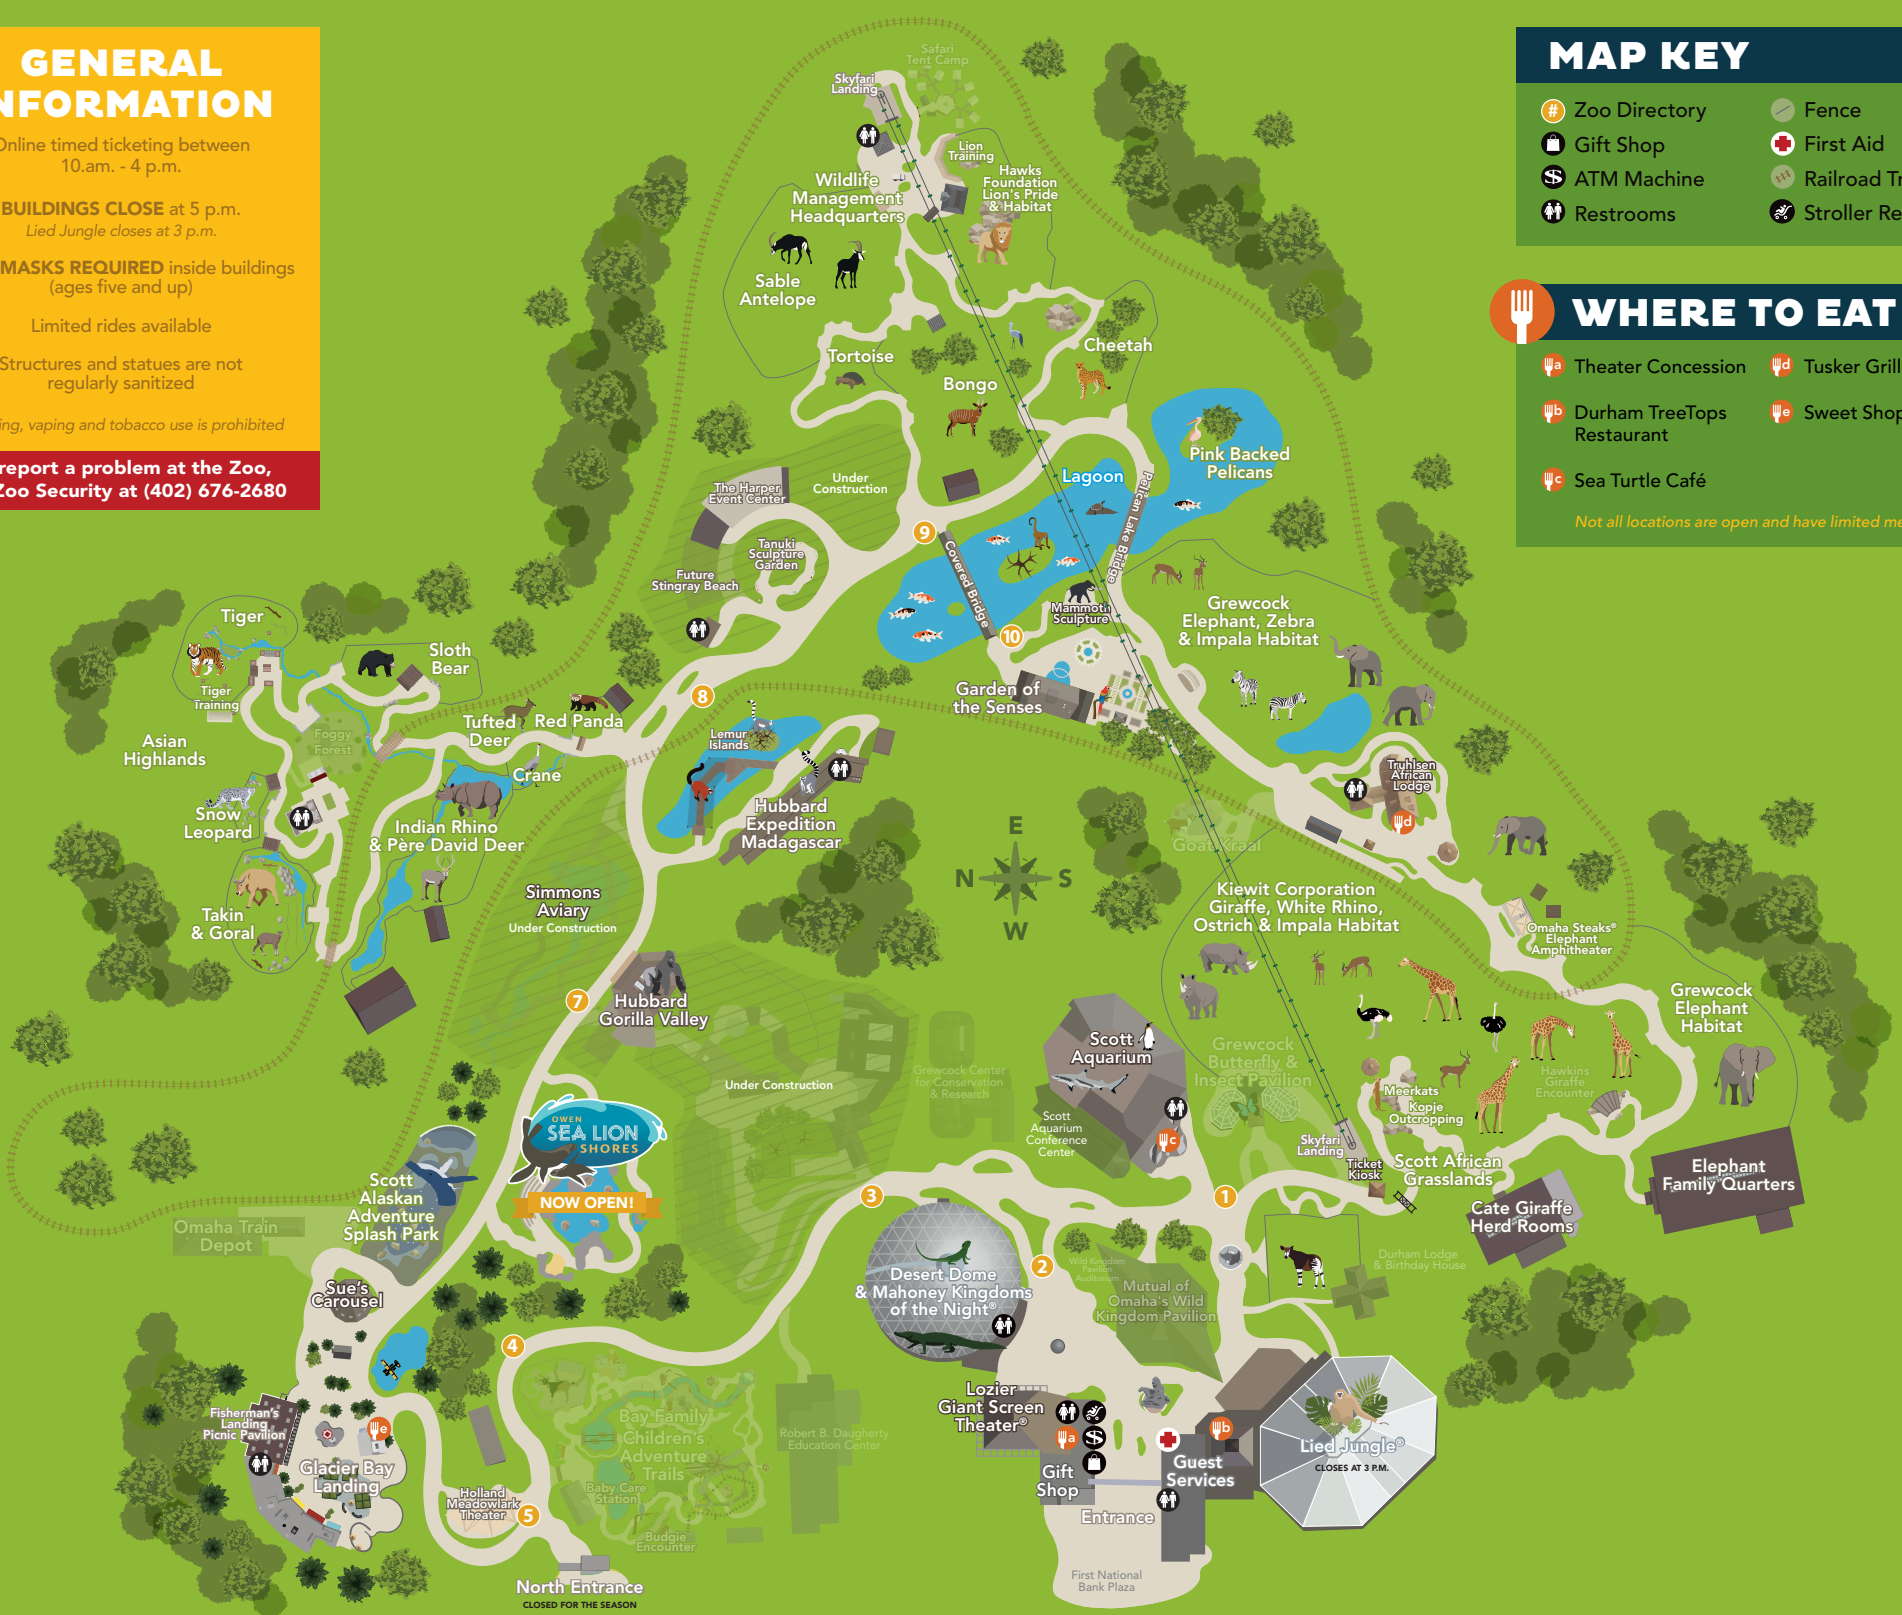 GENERAL
INFORMATION
Online timed ticketing between
10.am. - 4 p.m.
BUILDINGS CLOSE at 5 p.m.
Lied Jungle closes at 3 p.m.
MASKS REQUIRED inside buildings
(ages five and up)
Limited rides available
Structures and statues are not
regularly sanitized
ing, vaping and tobacco use is prohibited
report a problem at the Zoo,
Zoo Security at (402) 676-2680
MAP KEY
# Zoo Directory
Fence
Gift Shop
First Aid
$ ATM Machine
Railroad Tr
Restrooms
Stroller Re
WHERE TO EAT
a Theater Concession
d Tusker Grill
b Durham TreeTops
Restaurant
e Sweet Shop
c Sea Turtle Café
Not all locations are open and have limited me
Safari
Tent Camp
Skyfari
Landing
Lion
Training
Hawks
Foundation
Lion's Pride
& Habitat
Wildlife
Management
Headquarters
Sable
Antelope
Tortoise
Bongo
Cheetah
Pink Backed
Pelicans
Lagoon
Pelican Lake Bridge
Under
Construction
The Harper
Event Center
Tanuki
Sculpture
Garden
Future
Stingray Beach
9
Covered Bridge
10
Mammoth
Sculpture
Grewcock
Elephant, Zebra
& Impala Habitat
Garden of
the Senses
8
Tiger
Tiger
Training
Sloth
Bear
Tufted
Deer
Red Panda
Asian
Highlands
Foggy
Forest
Crane
Snow
Leopard
Indian Rhino
& Père David Deer
Takin
& Goral
Lemur
Islands
Hubbard
Expedition
Madagascar
Truhlsen
African
Lodge
d
Goat Kraal
E
N
S
W
Simmons
Aviary
Under Construction
Kiewit Corporation
Giraffe, White Rhino,
Ostrich & Impala Habitat
Omaha Steaks®
Elephant
Amphitheater
Grewcock
Elephant
Habitat
7
Hubbard
Gorilla Valley
Under Construction
Grewcock Center
for Conservation
& Research
Scott
Aquarium
Scott
Aquarium
Conference
Center
c
Grewcock
Butterfly &
Insect Pavilion
Meerkats
Kopje
Outcropping
Hawkins
Giraffe
Encounter
Skyfari
Landing
Ticket
Kiosk
Scott African
Grasslands
Cate Giraffe
Herd Rooms
Elephant
Family Quarters
OWEN
SEA LION
SHORES
NOW OPEN!
Scott
Alaskan
Adventure
Splash Park
Omaha Train
Depot
Sue's
Carousel
3
1
2
Desert Dome
& Mahoney Kingdoms
of the Night®
Wild Kingdom
Pavilion
Auditorium
Mutual of
Omaha's Wild
Kingdom Pavilion
Durham Lodge
& Birthday House
4
Fisherman's
Landing
Picnic Pavilion
e
Glacier Bay
Landing
Holland
Meadowlark
Theater
5
Bay Family
Children's
Adventure
Trails
Baby Care
Station
Budgie
Encounter
Robert B. Daugherty
Education Center
Lozier
Giant Screen
Theater®
a
$
Gift
Shop
Guest
Services
b
Lied Jungle®
CLOSES AT 3 P.M.
Entrance
First National
Bank Plaza
North Entrance
CLOSED FOR THE SEASON